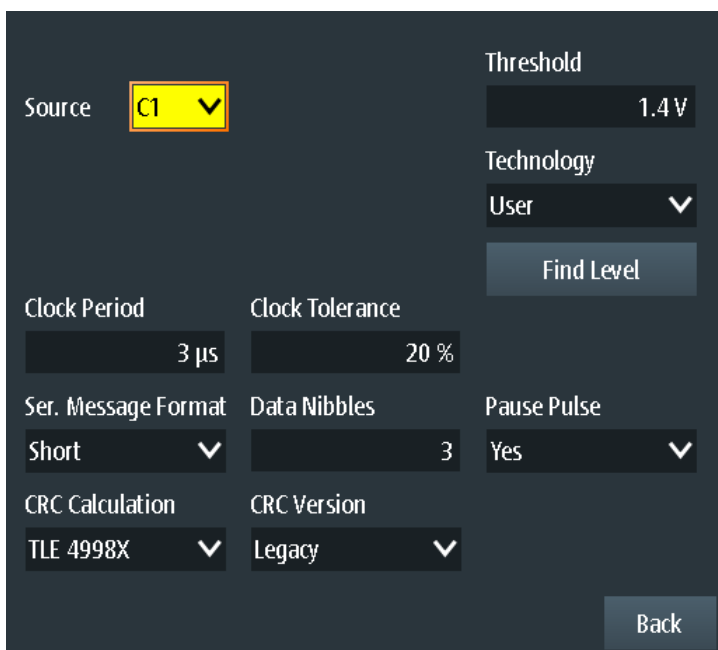 Threshold
Source C1 1.4 V
Technology
User
Find Level
Clock Period Clock Tolerance
3 µs 20 %
Ser. Message Format Data Nibbles Pause Pulse
Short 3 Yes
CRC Calculation CRC Version
TLE 4998X Legacy
Back